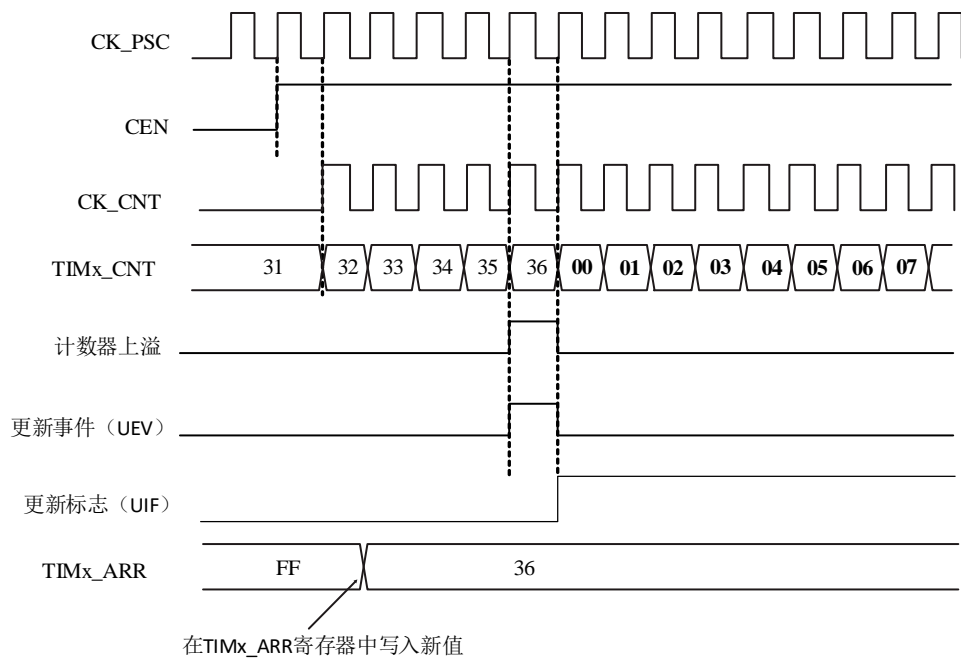 CK_PSC
CEN
CK_CNT
TIMx_CNT 31 32 33 34 35 36 00 01 02 03 04 05 06 07
计数器上溢
更新事件（UEV）
更新标志（UIF）
TIMx_ARR FF 36
在TIMx_ARR寄存器中写入新值